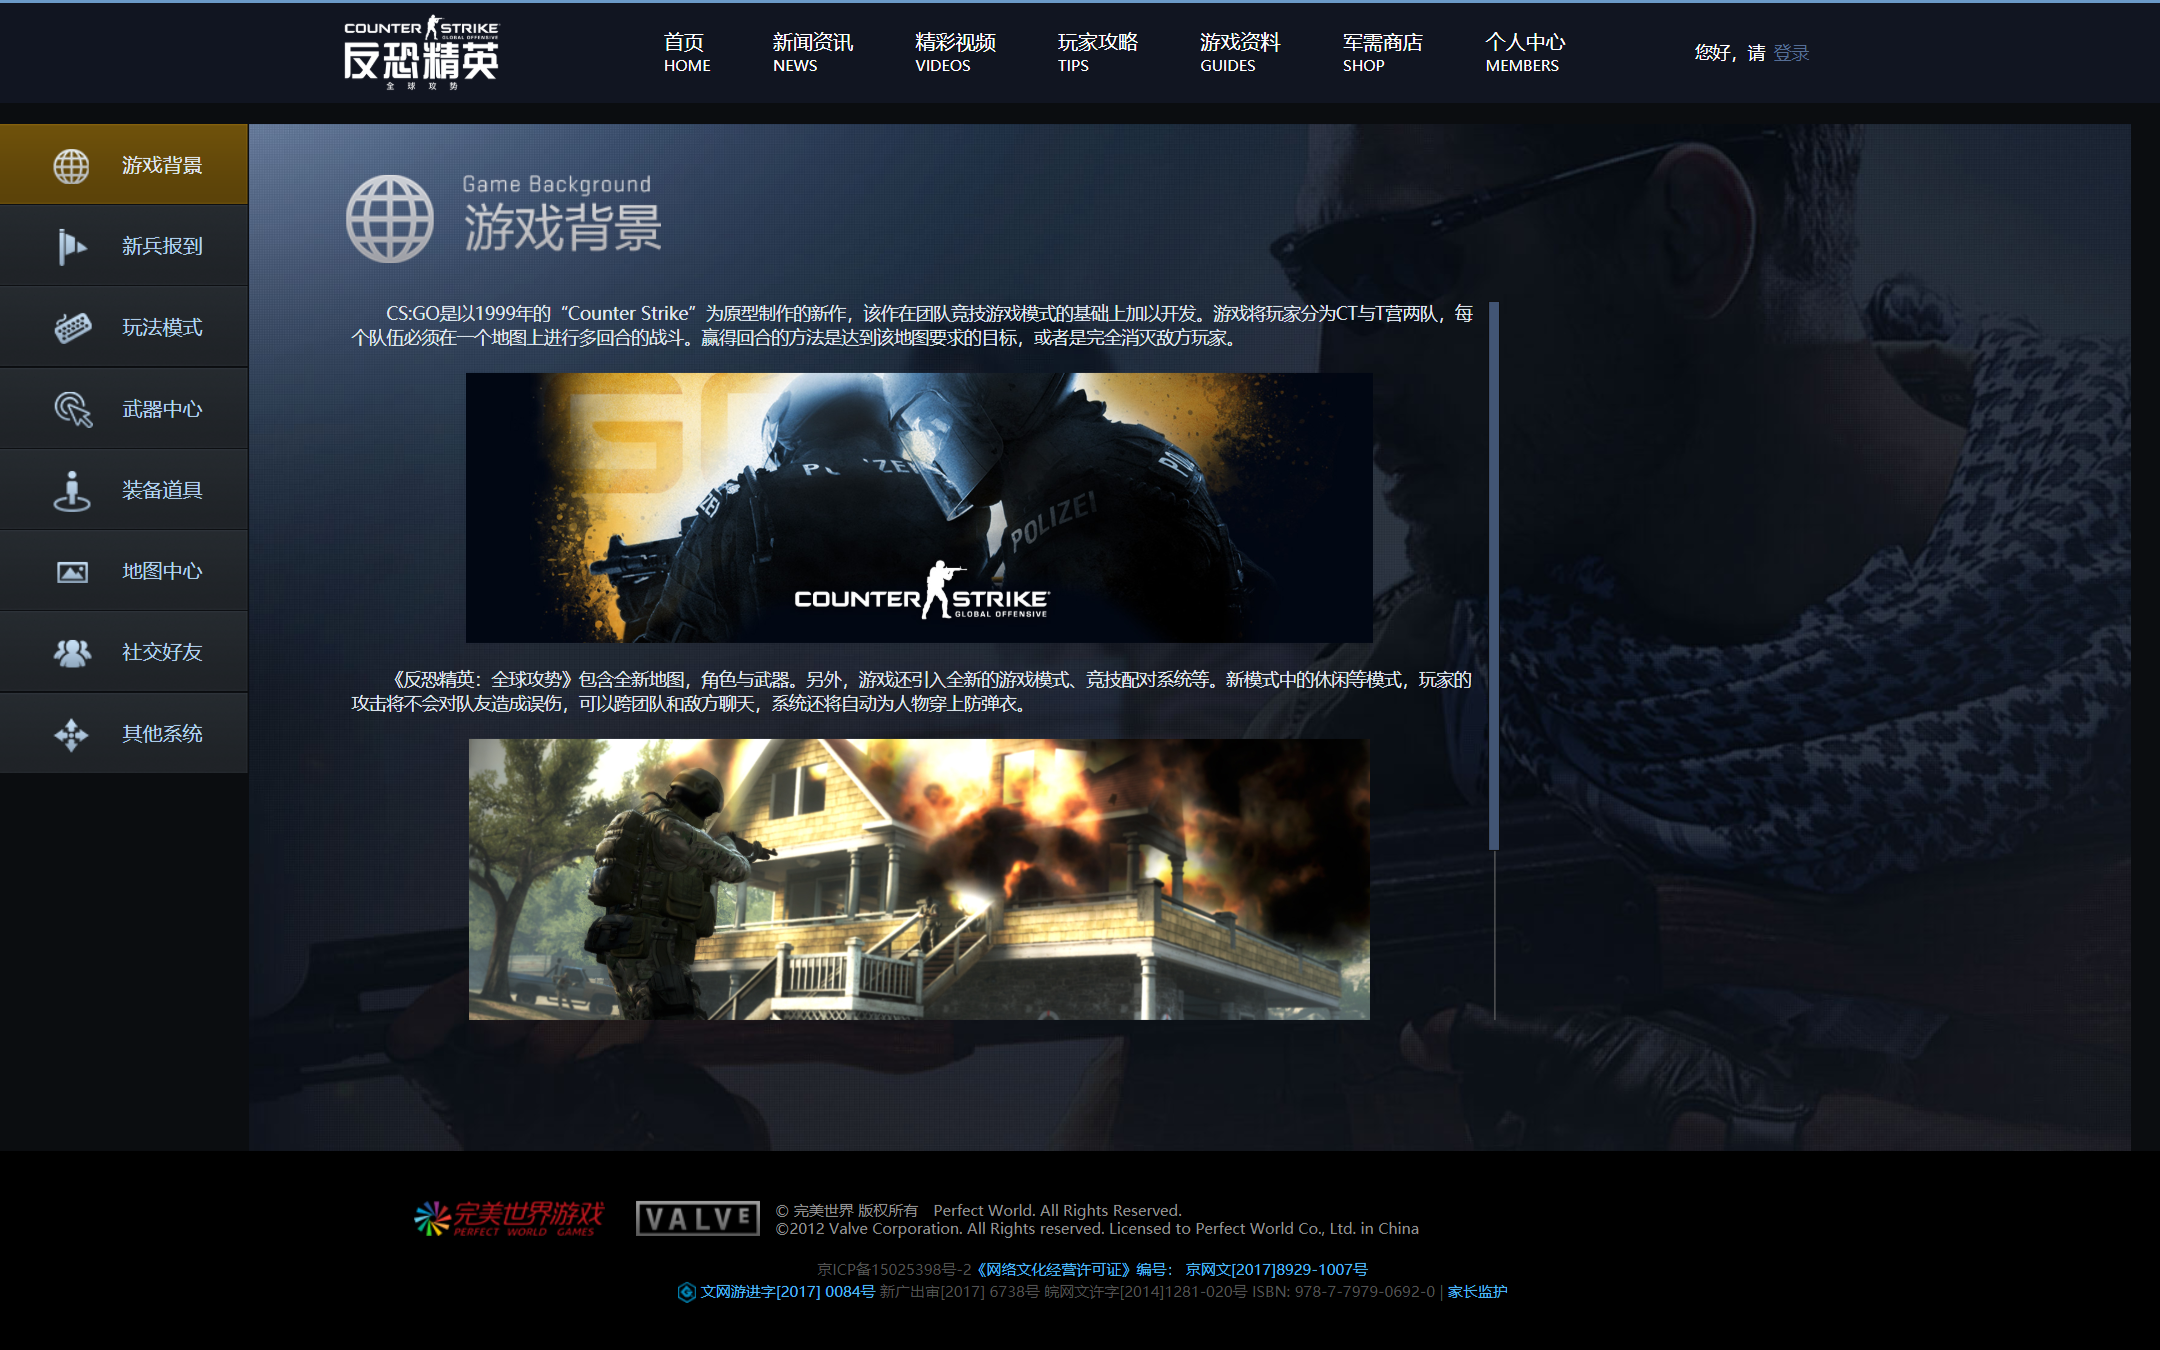 COUNTER STRIKE
GLOBAL OFFENSIVE
反恐精英
全球攻势
首页
HOME
新闻资讯
NEWS
精彩视频
VIDEOS
玩家攻略
TIPS
游戏资料
GUIDES
军需商店
SHOP
个人中心
MEMBERS
您好，请 登录
游戏背景
新兵报到
玩法模式
武器中心
装备道具
地图中心
社交好友
其他系统
Game Background
游戏背景
CS:GO是以1999年的“Counter Strike”为原型制作的新作，该作在团队竞技游戏模式的基础上加以开发。游戏将玩家分为CT与T营两队，每
个队伍必须在一个地图上进行多回合的战斗。赢得回合的方法是达到该地图要求的目标，或者是完全消灭敌方玩家。
GO
POLIZEI
COUNTER STRIKE
GLOBAL OFFENSIVE
《反恐精英：全球攻势》包含全新地图，角色与武器。另外，游戏还引入全新的游戏模式、竞技配对系统等。新模式中的休闲等模式，玩家的
攻击将不会对队友造成误伤，可以跨团队和敌方聊天，系统还将自动为人物穿上防弹衣。
完美世界游戏
PERFECT WORLD GAMES
VALVE
© 完美世界 版权所有 Perfect World. All Rights Reserved.
©2012 Valve Corporation. All Rights reserved. Licensed to Perfect World Co., Ltd. in China
京ICP备15025398号-2《网络文化经营许可证》编号： 京网文[2017]8929-1007号
文网游进字[2017] 0084号 新广出审[2017] 6738号 皖网文许字[2014]1281-020号 ISBN: 978-7-7979-0692-0 | 家长监护